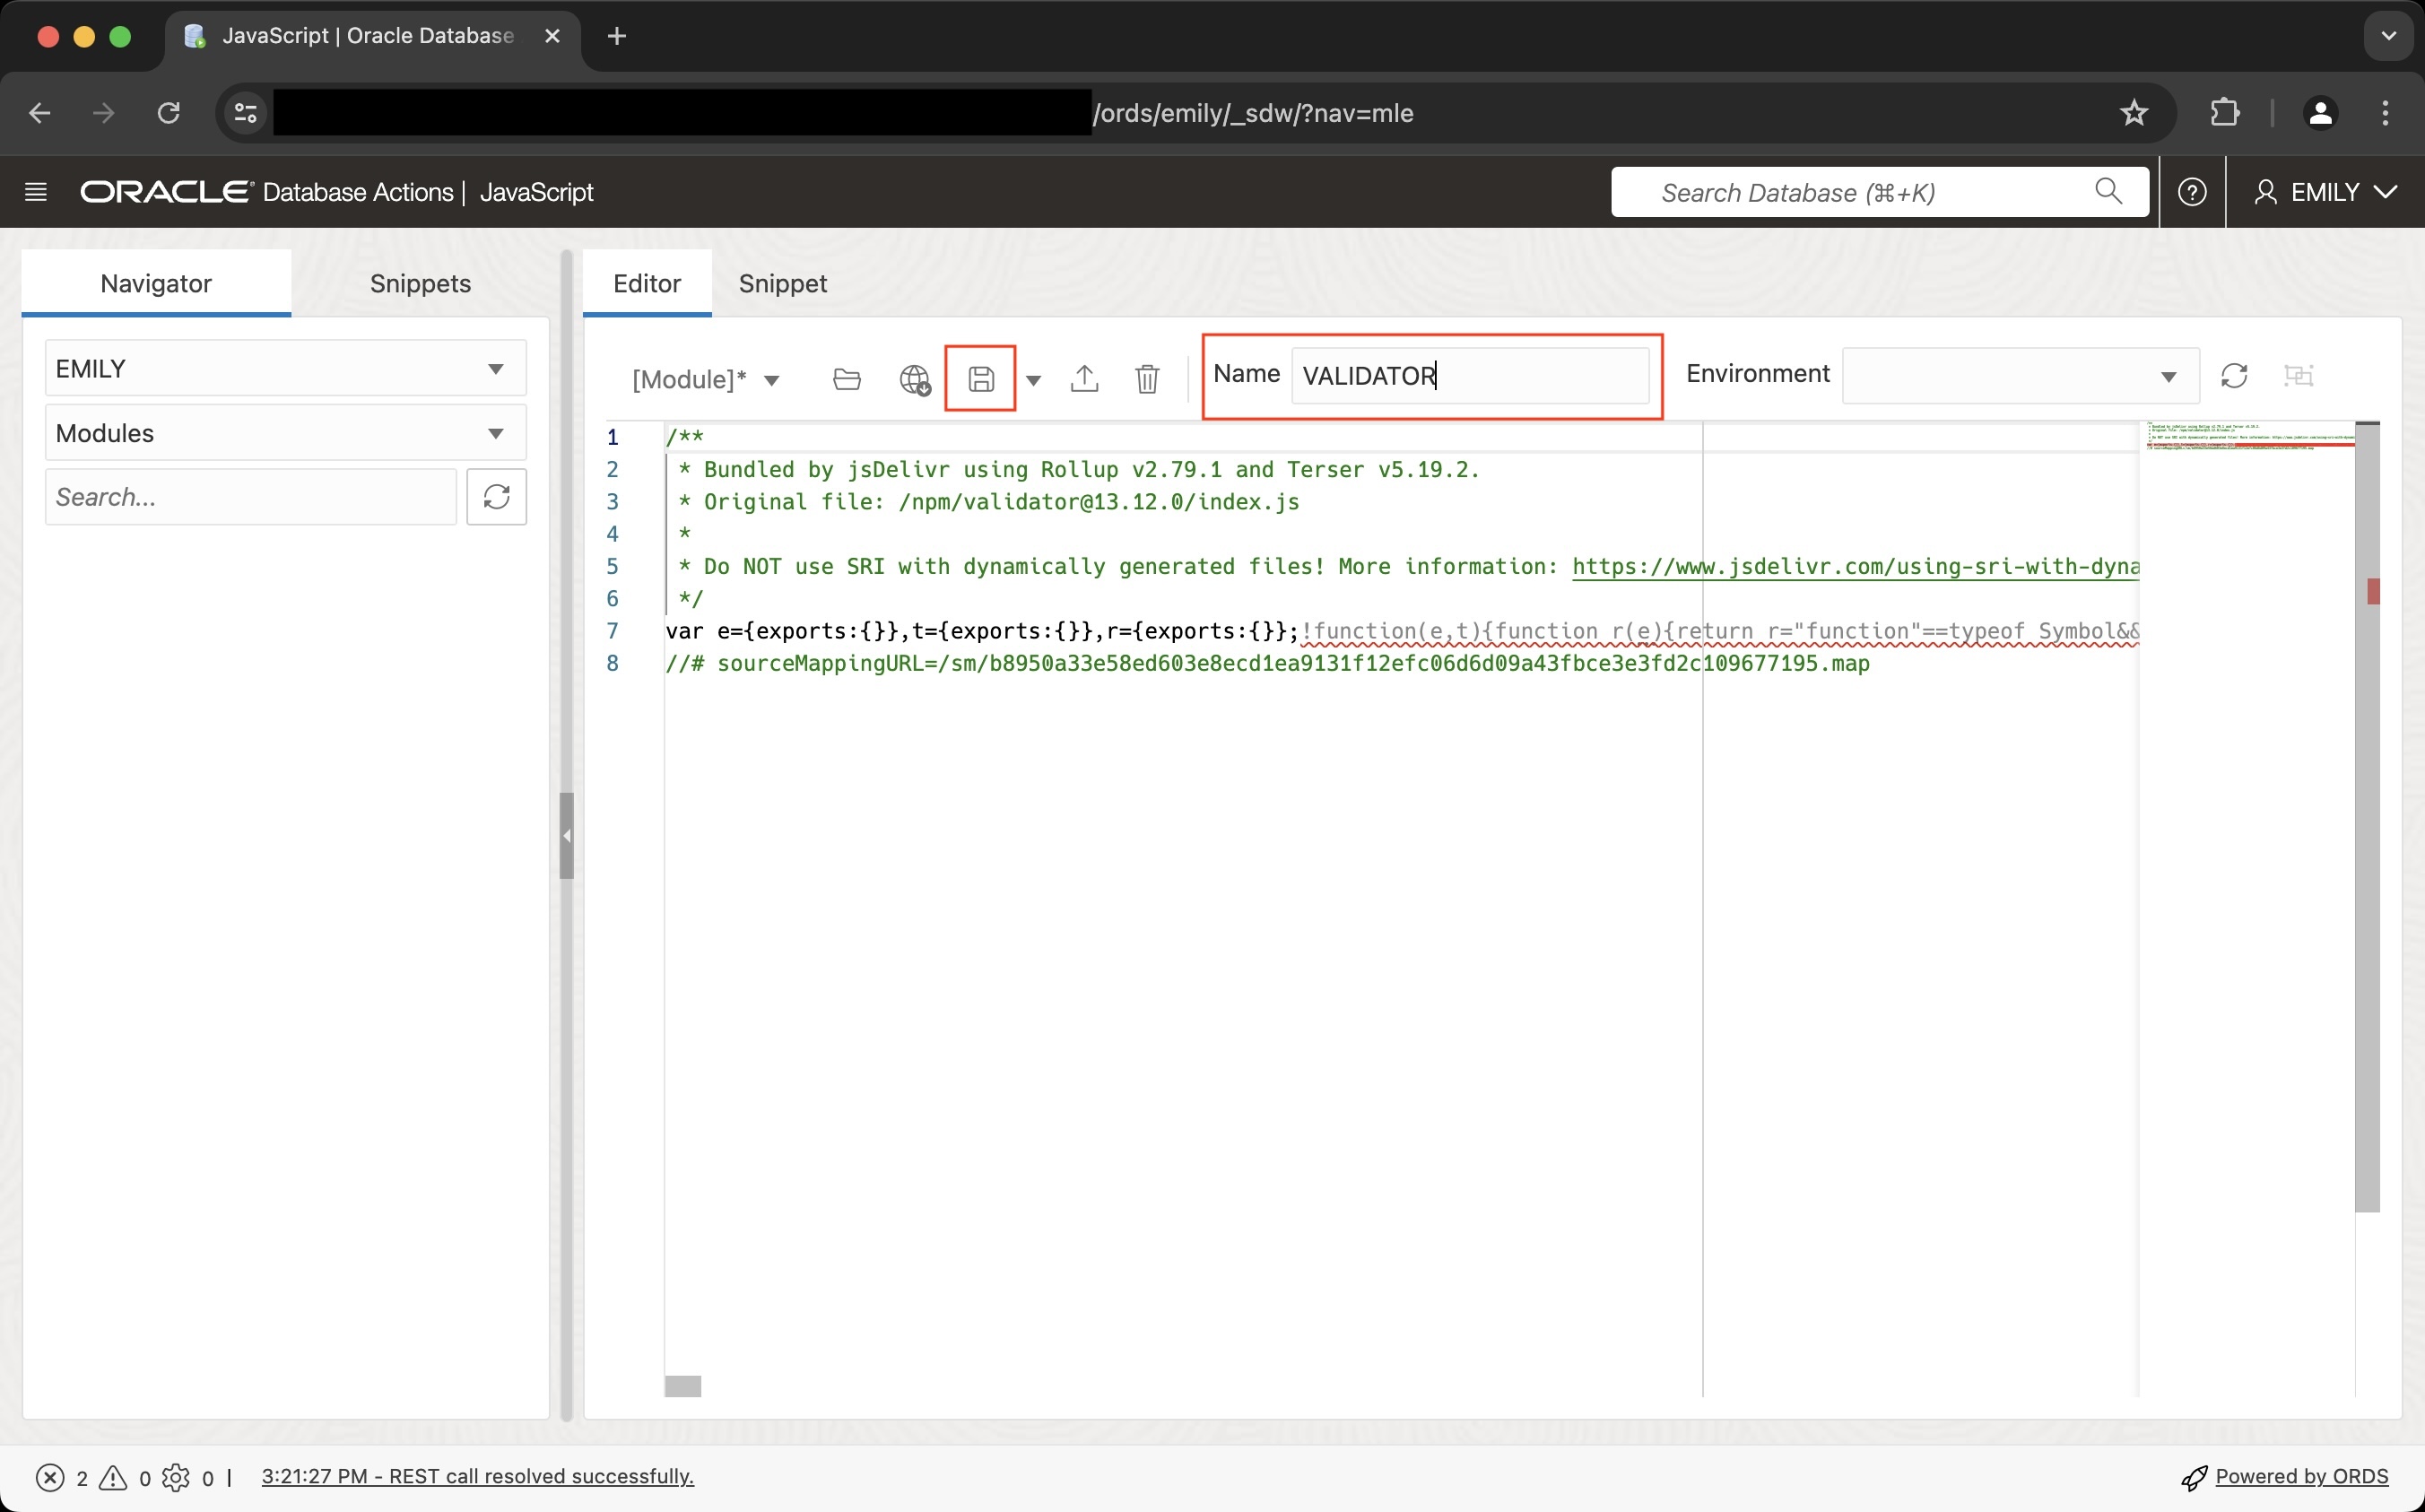 JavaScript | Oracle Database
/ords/emily/_sdw/?nav=mle
ORACLE Database Actions | JavaScript
Search Database (⌘+K)
EMILY
Navigator
Snippets
Editor
Snippet
EMILY
Modules
Search...
[Module]*
Name
VALIDATOR
Environment
1 /**
2 * Bundled by jsDelivr using Rollup v2.79.1 and Terser v5.19.2.
3 * Original file: /npm/validator@13.12.0/index.js
4 *
5 * Do NOT use SRI with dynamically generated files! More information: https://www.jsdelivr.com/using-sri-with-dyna
6 */
7 var e={exports:{}},t={exports:{}},r={exports:{}};!function(e,t){function r(e){return r="function"==typeof Symbol&&
8 //# sourceMappingURL=/sm/b8950a33e58ed603e8ecd1ea9131f12efc06d6d09a43fbce3e3fd2c109677195.map
2 0 0 | 3:21:27 PM - REST call resolved successfully.
Powered by ORDS